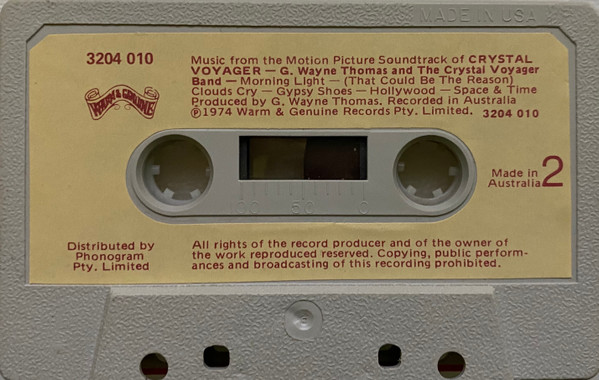 MADE IN USA
3204 010
WARM & GENUINE
Music from the Motion Picture Soundtrack of CRYSTAL
VOYAGER — G. Wayne Thomas and The Crystal Voyager
Band — Morning Light — (That Could Be The Reason)
Clouds Cry — Gypsy Shoes — Hollywood — Space & Time
Produced by G. Wayne Thomas. Recorded in Australia
℗1974 Warm & Genuine Records Pty. Limited. 3204 010
50 0
Made in
Australia 2
Distributed by
Phonogram
Pty. Limited
All rights of the record producer and of the owner of
the work reproduced reserved. Copying, public perform-
ances and broadcasting of this recording prohibited.